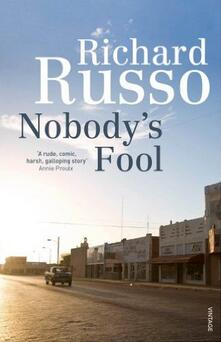 Richard
Russo
Nobody's
Fool
'A rude, comic,
harsh, galloping story'
Annie Proulx
VINTAGE